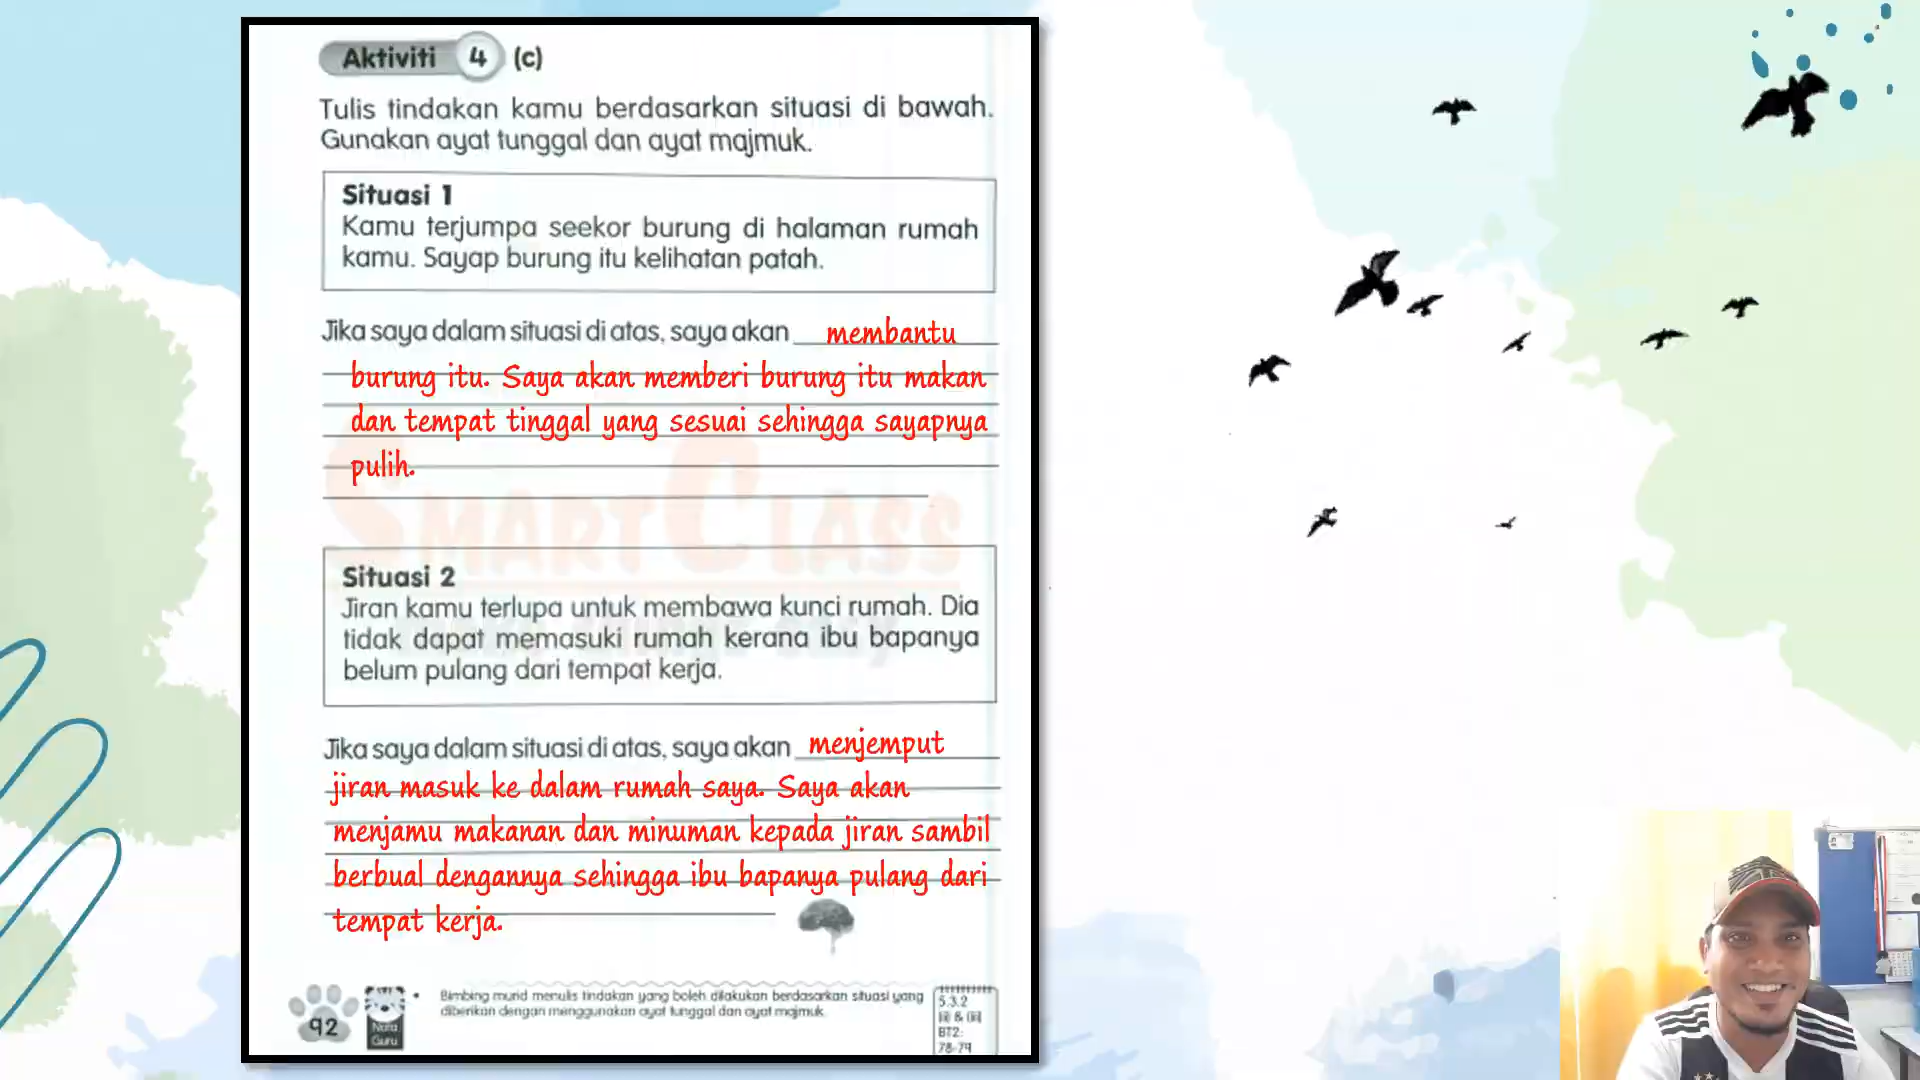 Aktiviti 4 (c)
Tulis tindakan kamu berdasarkan situasi di bawah.
Gunakan ayat tunggal dan ayat majmuk.
Situasi 1
Kamu terjumpa seekor burung di halaman rumah
kamu. Sayap burung itu kelihatan patah.
Jika saya dalam situasi di atas, saya akan membantu
burung itu. Saya akan memberi burung itu makan
dan tempat tinggal yang sesuai sehingga sayapnya
pulih.
SMARTCLASS
Situasi 2
Jiran kamu terlupa untuk membawa kunci rumah. Dia
tidak dapat memasuki rumah kerana ibu bapanya
belum pulang dari tempat kerja.
Jika saya dalam situasi di atas, saya akan menjemput
jiran masuk ke dalam rumah saya. Saya akan
menjamu makanan dan minuman kepada jiran sambil
berbual dengannya sehingga ibu bapanya pulang dari
tempat kerja.
92
Nota
Guru
• Bimbing murid menulis tindakan yang boleh dilakukan berdasarkan situasi yang
diberikan dengan menggunakan ayat tunggal dan ayat majmuk.
5.3.2
(i) & (ii)
BT2:
78-79